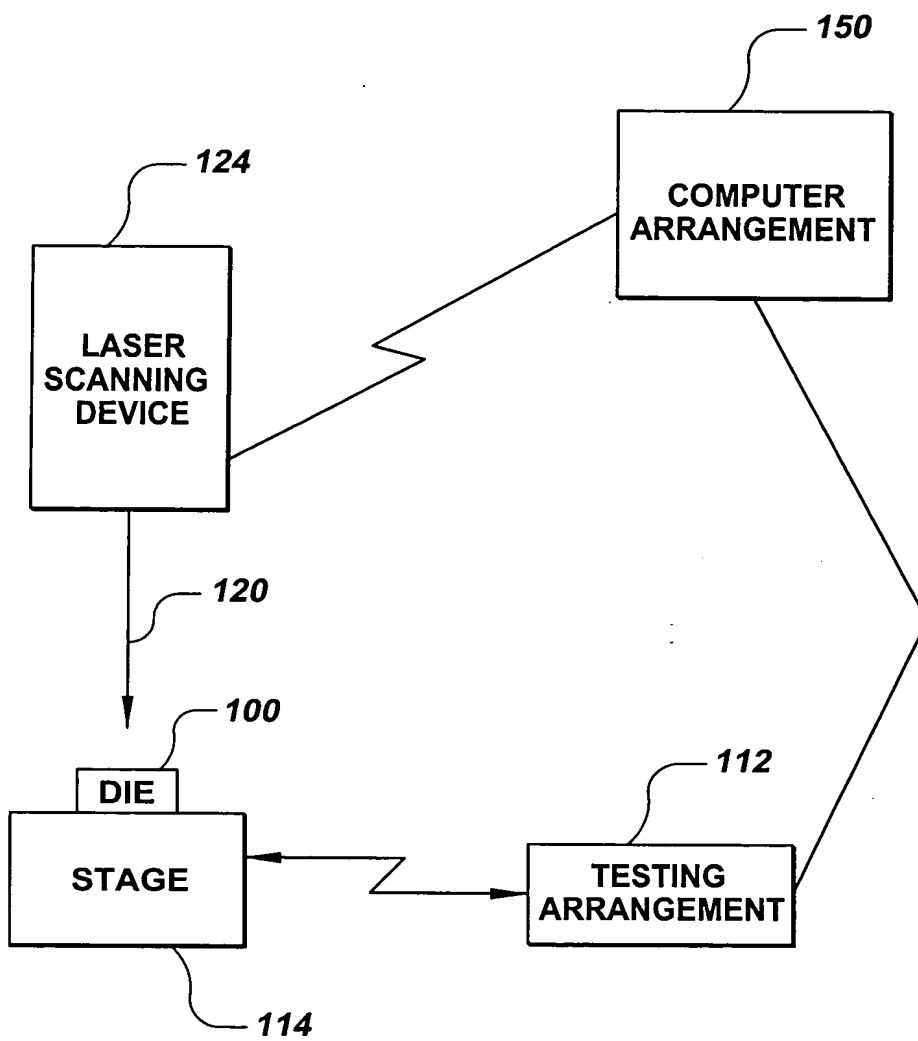 150
124
COMPUTER
ARRANGEMENT
LASER
SCANNING
DEVICE
120
100
DIE
112
STAGE
TESTING
ARRANGEMENT
114